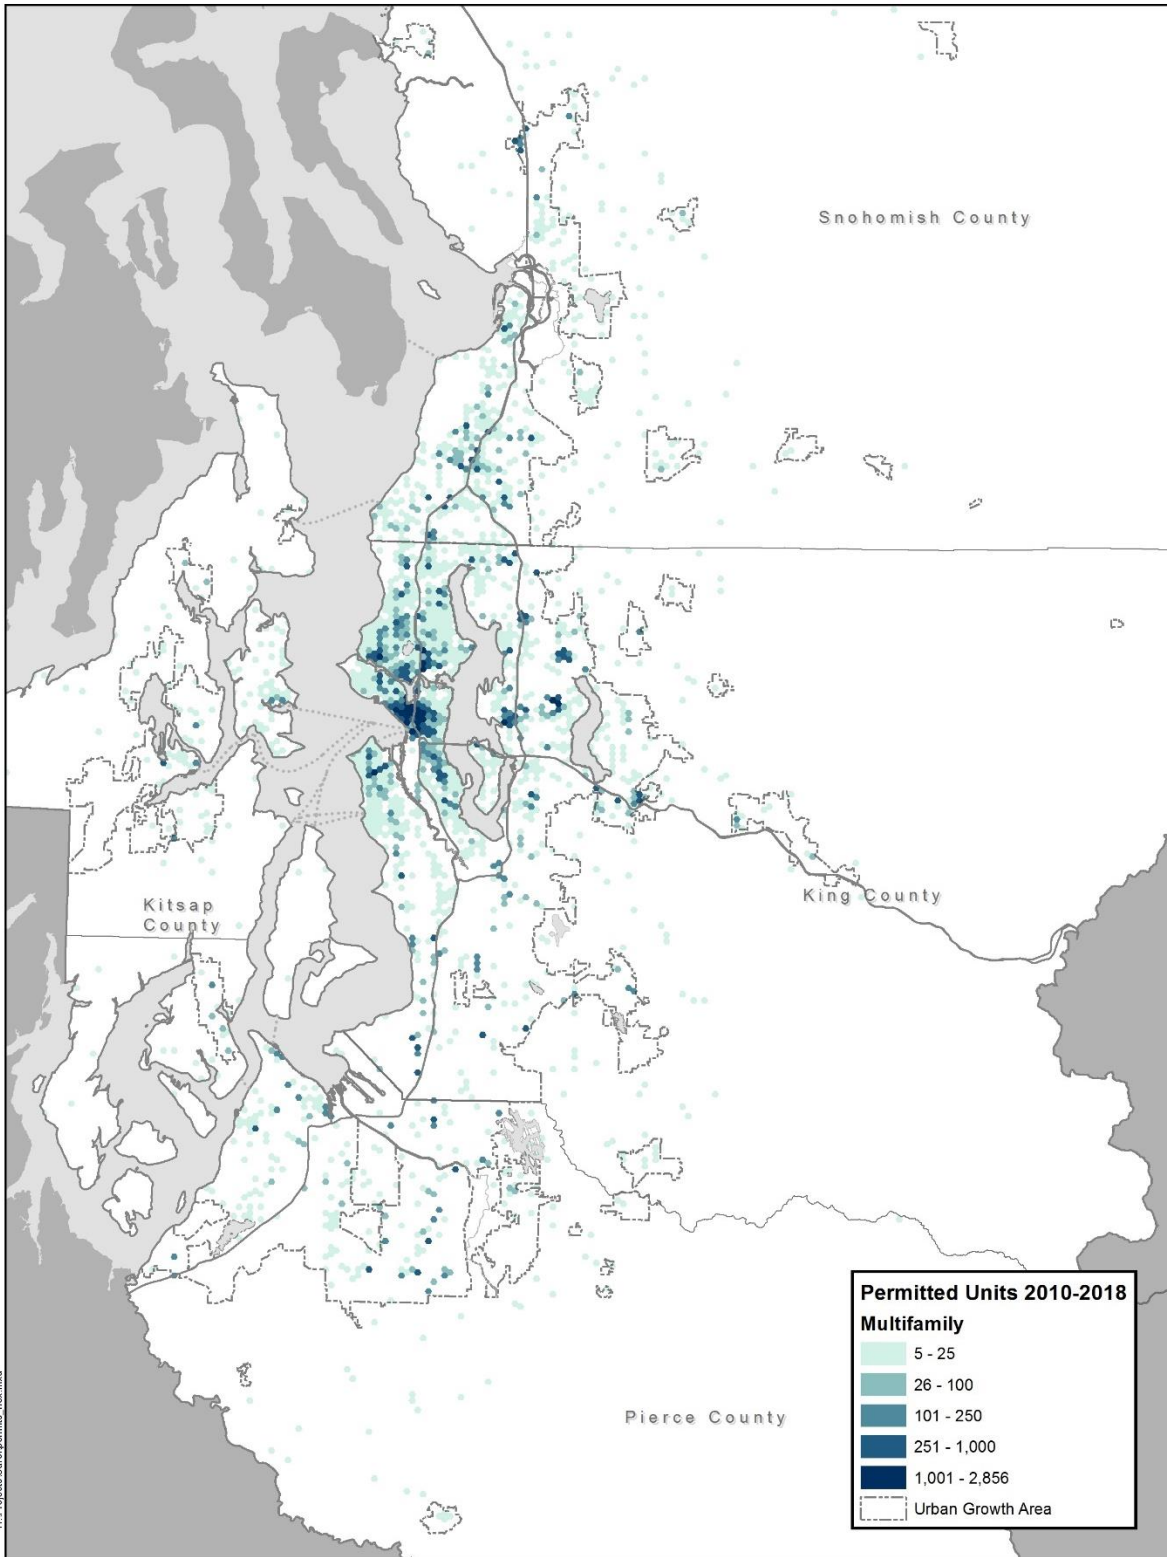 Snohomish County
King County
Kitsap
County
Pierce County
Permitted Units 2010-2018
Multifamily
5 - 25
26 - 100
101 - 250
251 - 1,000
1,001 - 2,856
Urban Growth Area